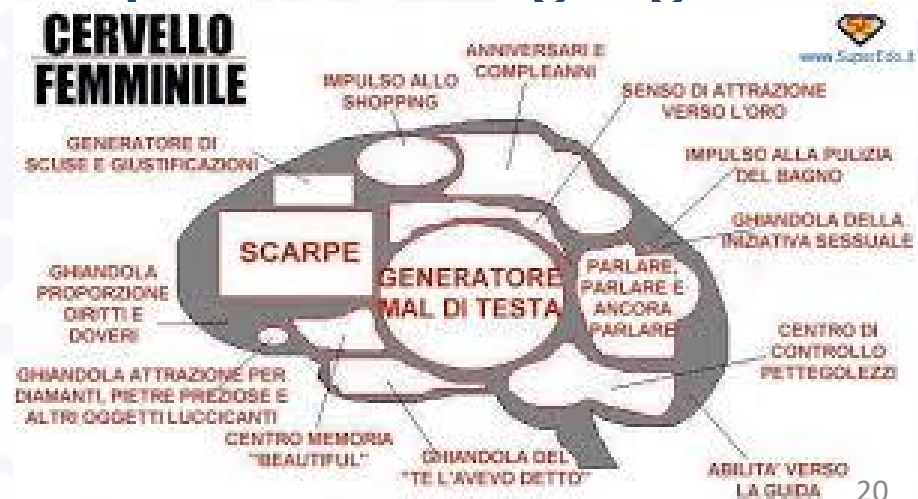 CERVELLO
FEMMINILE
www.SuperEdo.it
ANNIVERSARI E
COMPLEANNI
IMPULSO ALLO
SHOPPING
SENSO DI ATTRAZIONE
VERSO L'ORO
GENERATORE DI
SCUSE E GIUSTIFICAZIONI
IMPULSO ALLA PULIZIA
DEL BAGNO
GHIANDOLA DELLA
INIZIATIVA SESSUALE
SCARPE
GENERATORE
MAL DI TESTA
PARLARE,
PARLARE E
ANCORA
PARLARE
GHIANDOLA
PROPORZIONE
DIRITTI E
DOVERI
CENTRO DI
CONTROLLO
PETTEGOLEZZI
GHIANDOLA ATTRAZIONE PER
DIAMANTI, PIETRE PREZIOSE E
ALTRI OGGETTI LUCCICANTI
CENTRO MEMORIA
"BEAUTIFUL"
GHIANDOLA DEL
"TE L'AVEVO DETTO"
ABILITA' VERSO
LA GUIDA
20